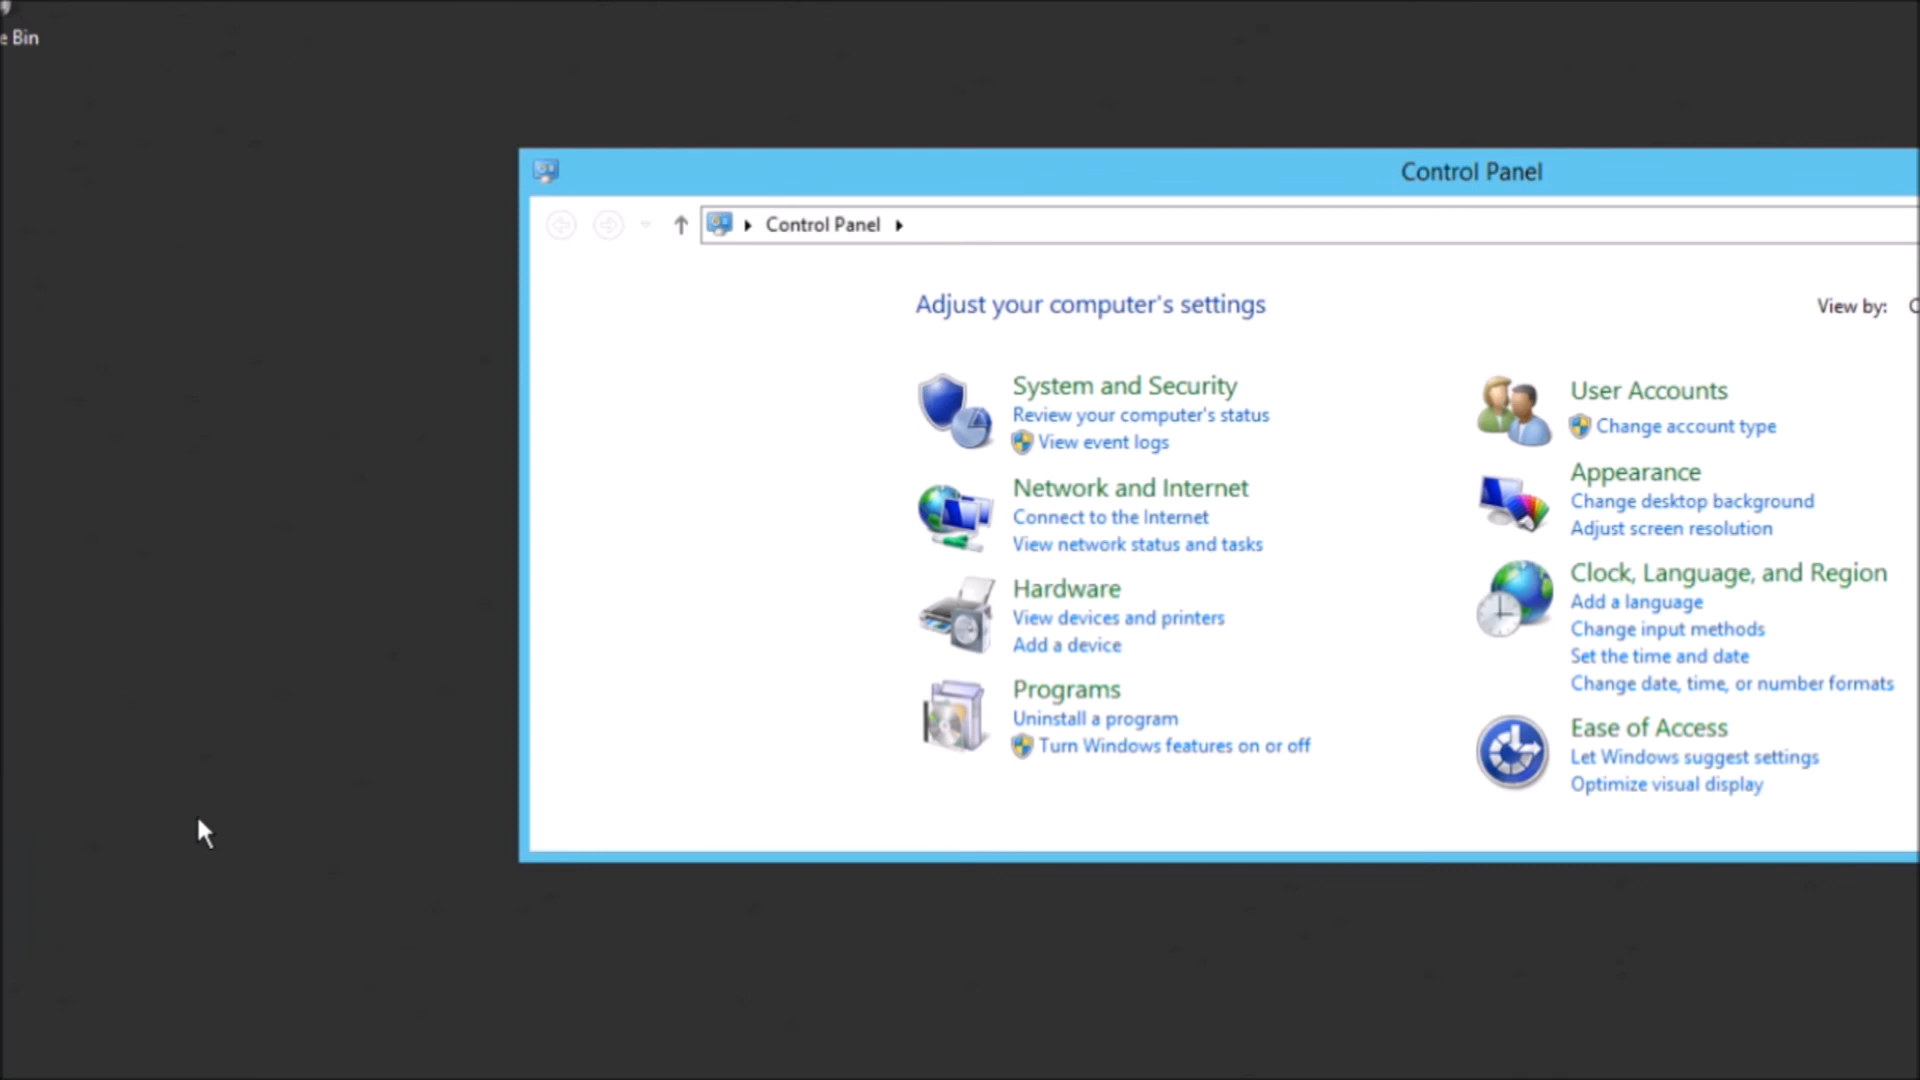 e Bin
Control Panel
Control Panel
Adjust your computer's settings
View by:
System and Security
Review your computer's status
View event logs
Network and Internet
Connect to the Internet
View network status and tasks
Hardware
View devices and printers
Add a device
Programs
Uninstall a program
Turn Windows features on or off
User Accounts
Change account type
Appearance
Change desktop background
Adjust screen resolution
Clock, Language, and Region
Add a language
Change input methods
Set the time and date
Change date, time, or number formats
Ease of Access
Let Windows suggest settings
Optimize visual display